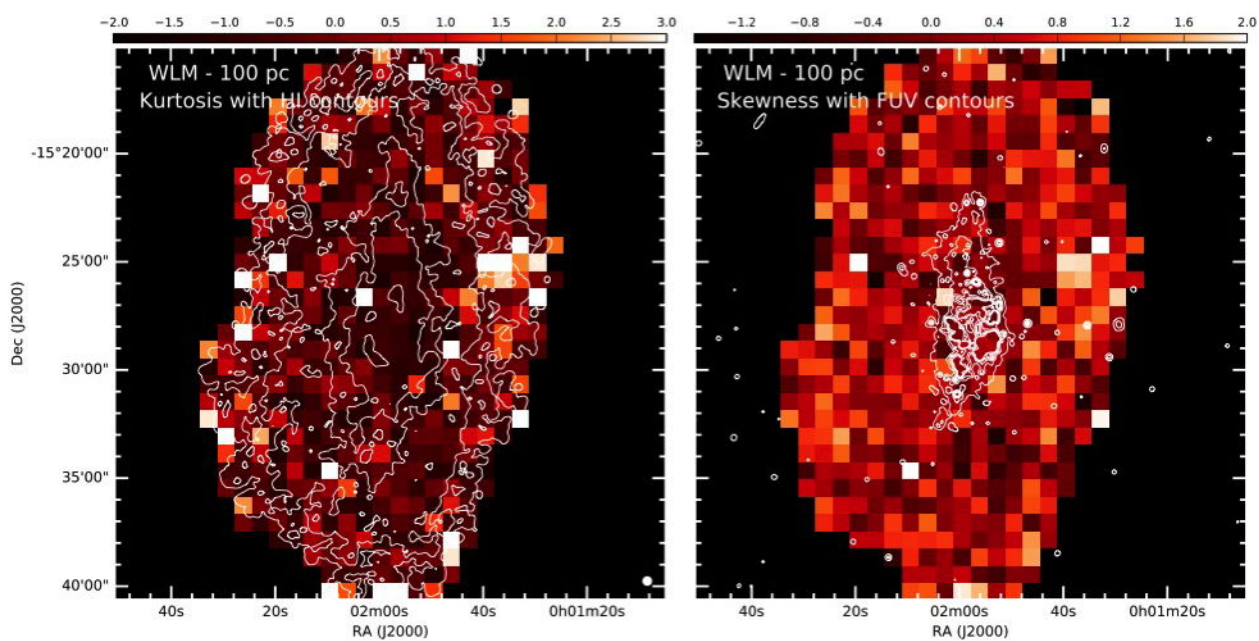 −2.0 −1.5 −1.0 −0.5 0.0 0.5 1.0 1.5 2.0 2.5 3.0
WLM - 100 pc
Kurtosis with HI contours
-15°20'00"
25'00"
30'00"
35'00"
40'00"
Dec (J2000)
40s 20s 02m00s 40s 0h01m20s
RA (J2000)
−1.2 −0.8 −0.4 0.0 0.4 0.8 1.2 1.6 2.0
WLM - 100 pc
Skewness with FUV contours
40s 20s 02m00s 40s 0h01m20s
RA (J2000)